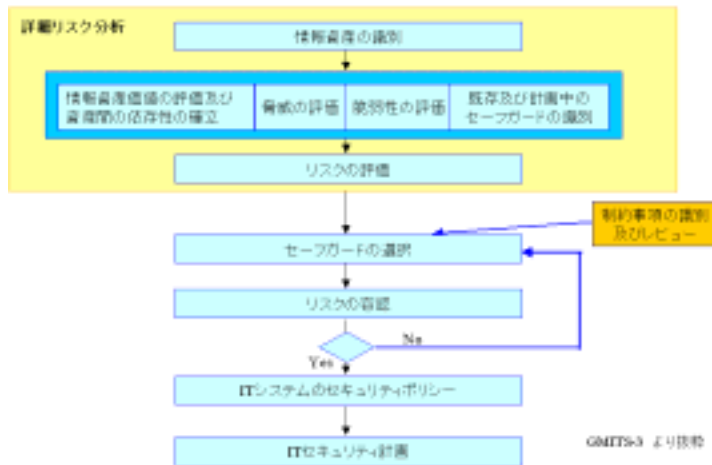 詳細リスク分析
情報資産の識別
情報資産価値の評価及び
資産間の依存性の確立
脅威の評価
脆弱性の評価
既存及び計画中の
セーフガードの識別
リスクの評価
制約事項の識別
及びレビュー
セーフガードの選択
リスクの容認
No
Yes
ITシステムのセキュリティポリシー
ITセキュリティ計画
GMITS-3 より抜粋